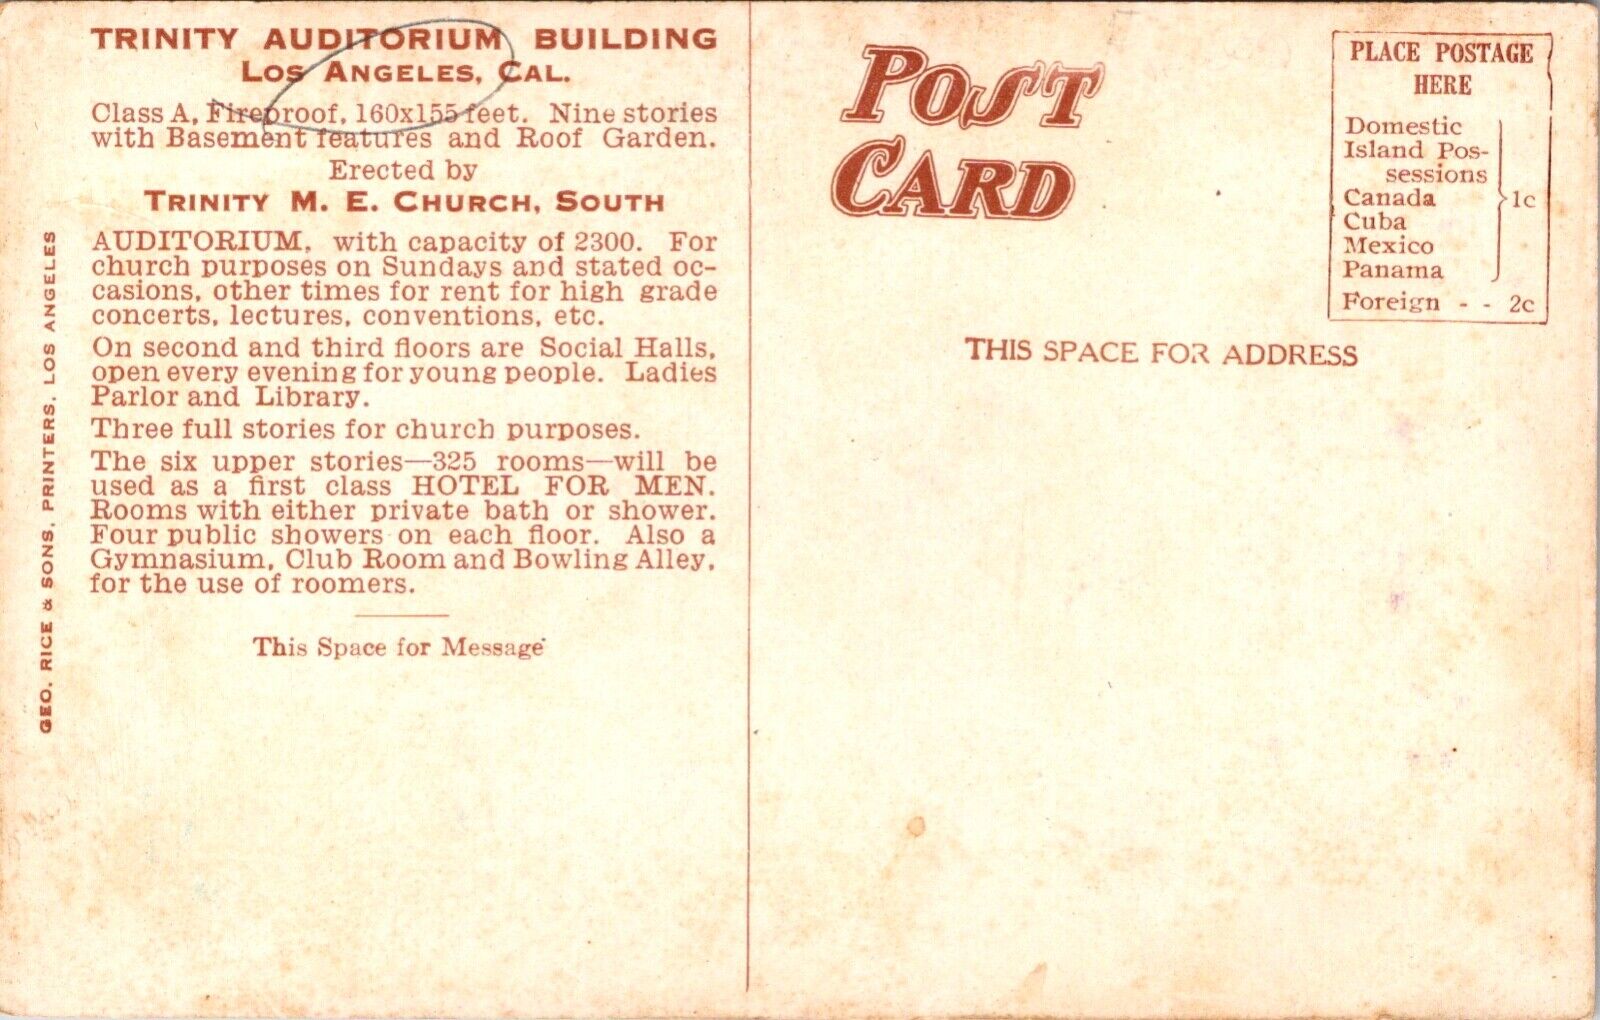 TRINITY AUDITORIUM BUILDING
LOS ANGELES, CAL.
Class A, Fireproof, 160x155 feet. Nine stories
with Basement features and Roof Garden.
Erected by
TRINITY M. E. CHURCH, SOUTH
AUDITORIUM, with capacity of 2300. For
church purposes on Sundays and stated oc-
casions, other times for rent for high grade
concerts, lectures, conventions, etc.
On second and third floors are Social Halls,
open every evening for young people. Ladies
Parlor and Library.
Three full stories for church purposes.
The six upper stories—325 rooms—will be
used as a first class HOTEL FOR MEN.
Rooms with either private bath or shower.
Four public showers on each floor. Also a
Gymnasium, Club Room and Bowling Alley,
for the use of roomers.
This Space for Message
GEO. RICE & SONS, PRINTERS, LOS ANGELES
POST
CARD
PLACE POSTAGE
HERE
Domestic
Island Pos-
sessions
Canada 1c
Cuba
Mexico
Panama
Foreign - - 2c
THIS SPACE FOR ADDRESS